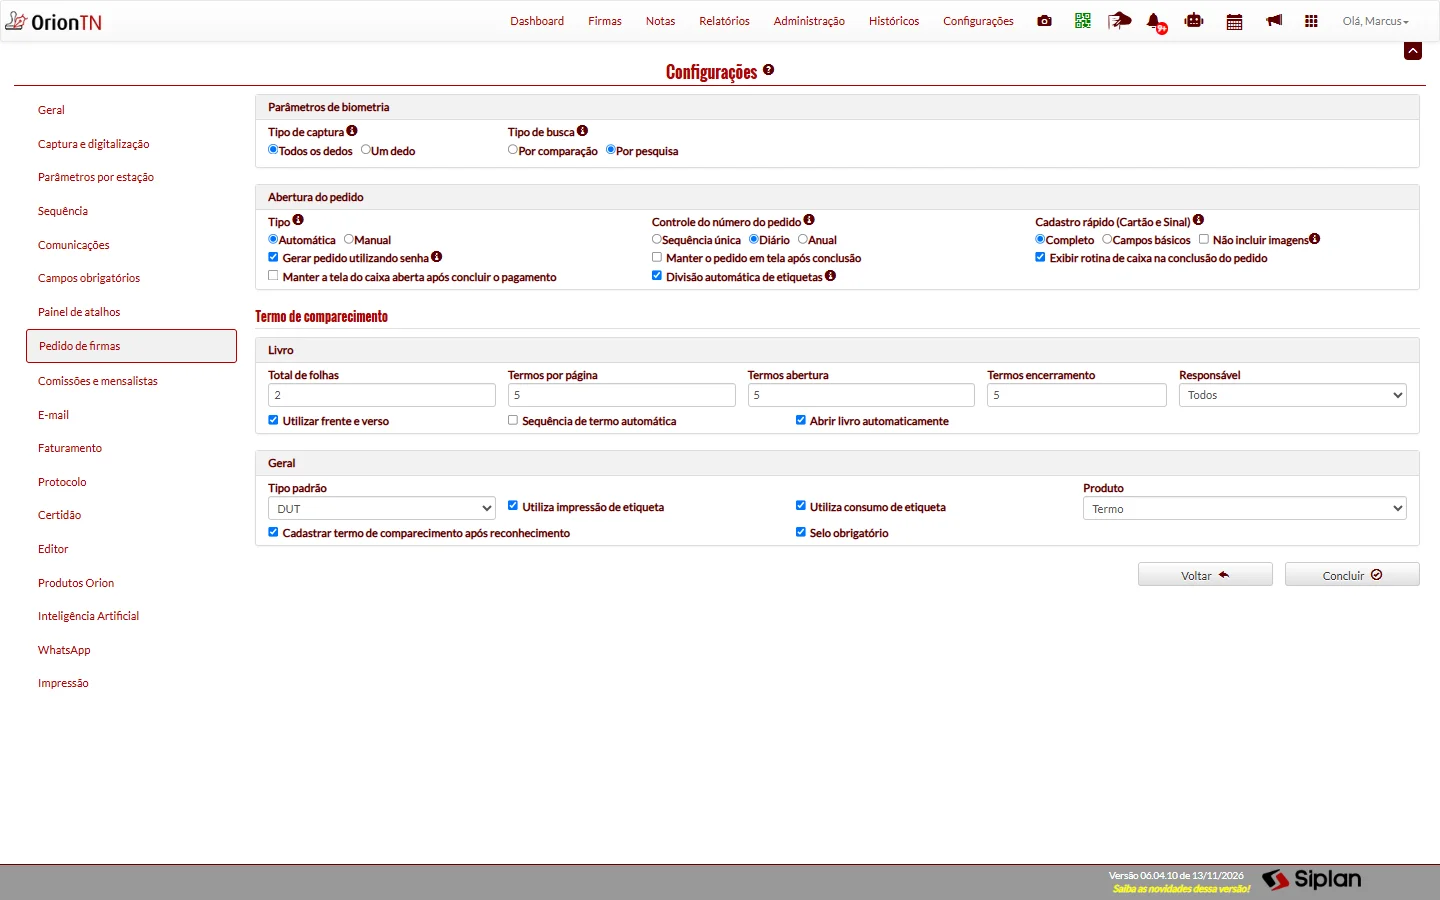 OrionTN
Dashboard Firmas Notas Relatórios Administração Históricos Configurações 9+ Olá, Marcus
Configurações
Geral
Captura e digitalização
Parâmetros por estação
Sequência
Comunicações
Campos obrigatórios
Painel de atalhos
Pedido de firmas
Comissões e mensalistas
E-mail
Faturamento
Protocolo
Certidão
Editor
Produtos Orion
Inteligência Artificial
WhatsApp
Impressão
Parâmetros de biometria
Tipo de captura Tipo de busca
Todos os dedos Um dedo Por comparação Por pesquisa
Abertura do pedido
Tipo Controle do número do pedido Cadastro rápido (Cartão e Sinal)
Automática Manual Sequência única Diário Anual Completo Campos básicos Não incluir imagens
Gerar pedido utilizando senha Manter o pedido em tela após conclusão Exibir rotina de caixa na conclusão do pedido
Manter a tela do caixa aberta após concluir o pagamento Divisão automática de etiquetas
Termo de comparecimento
Livro
Total de folhas Termos por página Termos abertura Termos encerramento Responsável
2 5 5 5 Todos
Utilizar frente e verso Sequência de termo automática Abrir livro automaticamente
Geral
Tipo padrão Produto
DUT Utiliza impressão de etiqueta Utiliza consumo de etiqueta Termo
Cadastrar termo de comparecimento após reconhecimento Selo obrigatório
Voltar Concluir
Versão 06.04.10 de 13/11/2026
Saiba as novidades dessa versão!
Siplan